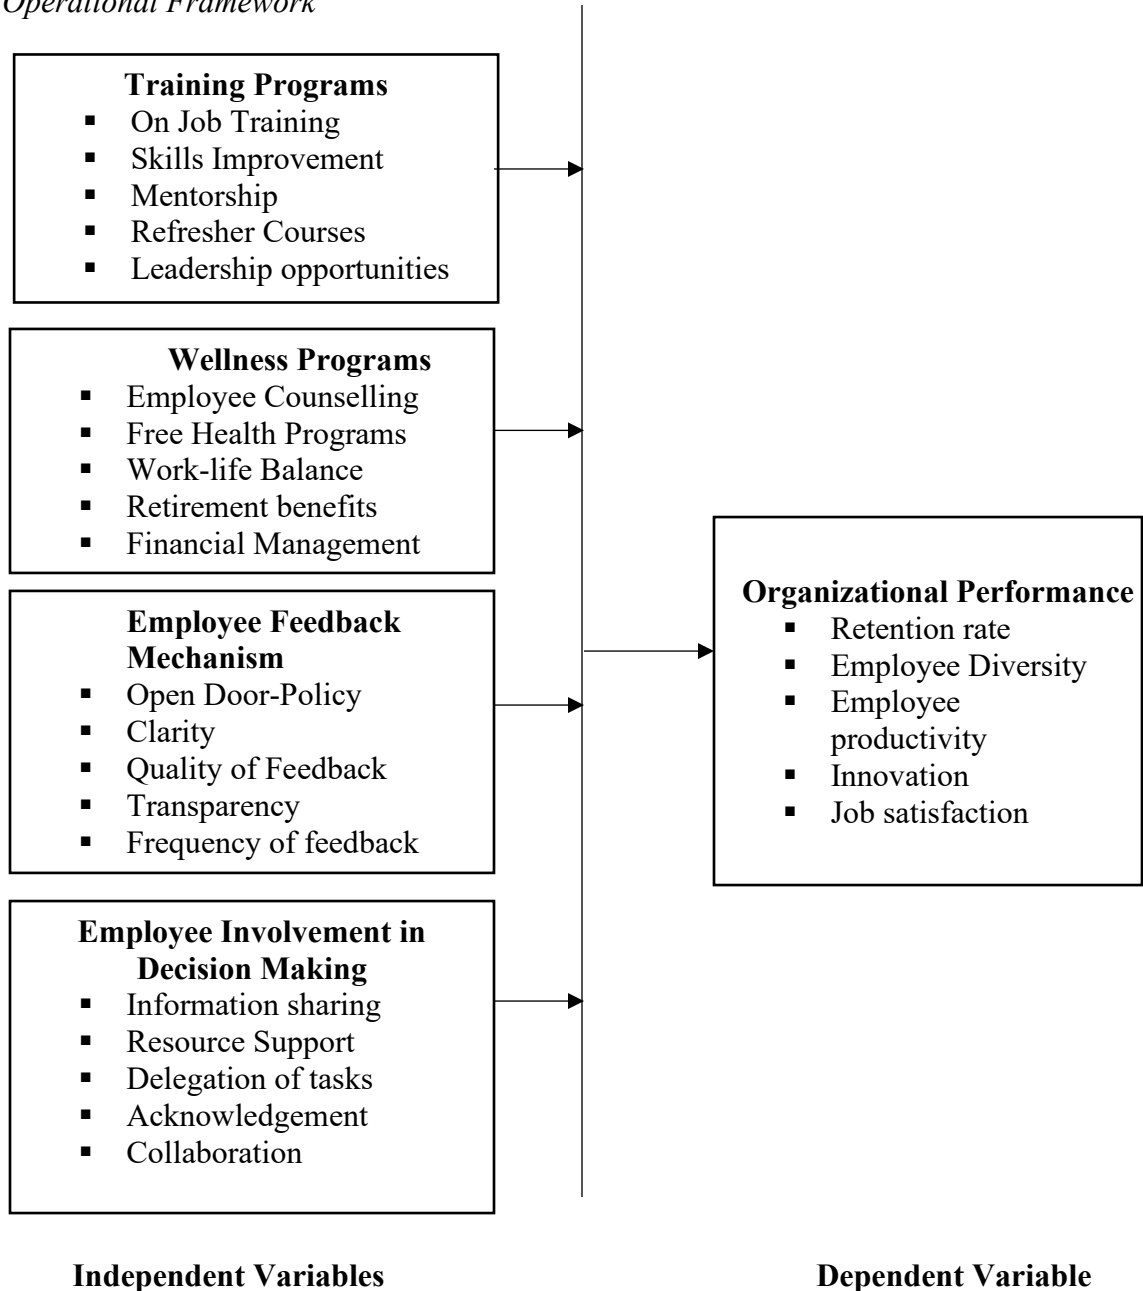 Operational Framework
Training Programs
▪ On Job Training
▪ Skills Improvement
▪ Mentorship
▪ Refresher Courses
▪ Leadership opportunities
Wellness Programs
▪ Employee Counselling
▪ Free Health Programs
▪ Work-life Balance
▪ Retirement benefits
▪ Financial Management
Employee Feedback
Mechanism
▪ Open Door-Policy
▪ Clarity
▪ Quality of Feedback
▪ Transparency
▪ Frequency of feedback
Employee Involvement in
Decision Making
▪ Information sharing
▪ Resource Support
▪ Delegation of tasks
▪ Acknowledgement
▪ Collaboration
Organizational Performance
▪ Retention rate
▪ Employee Diversity
▪ Employee
productivity
▪ Innovation
▪ Job satisfaction
Independent Variables
Dependent Variable